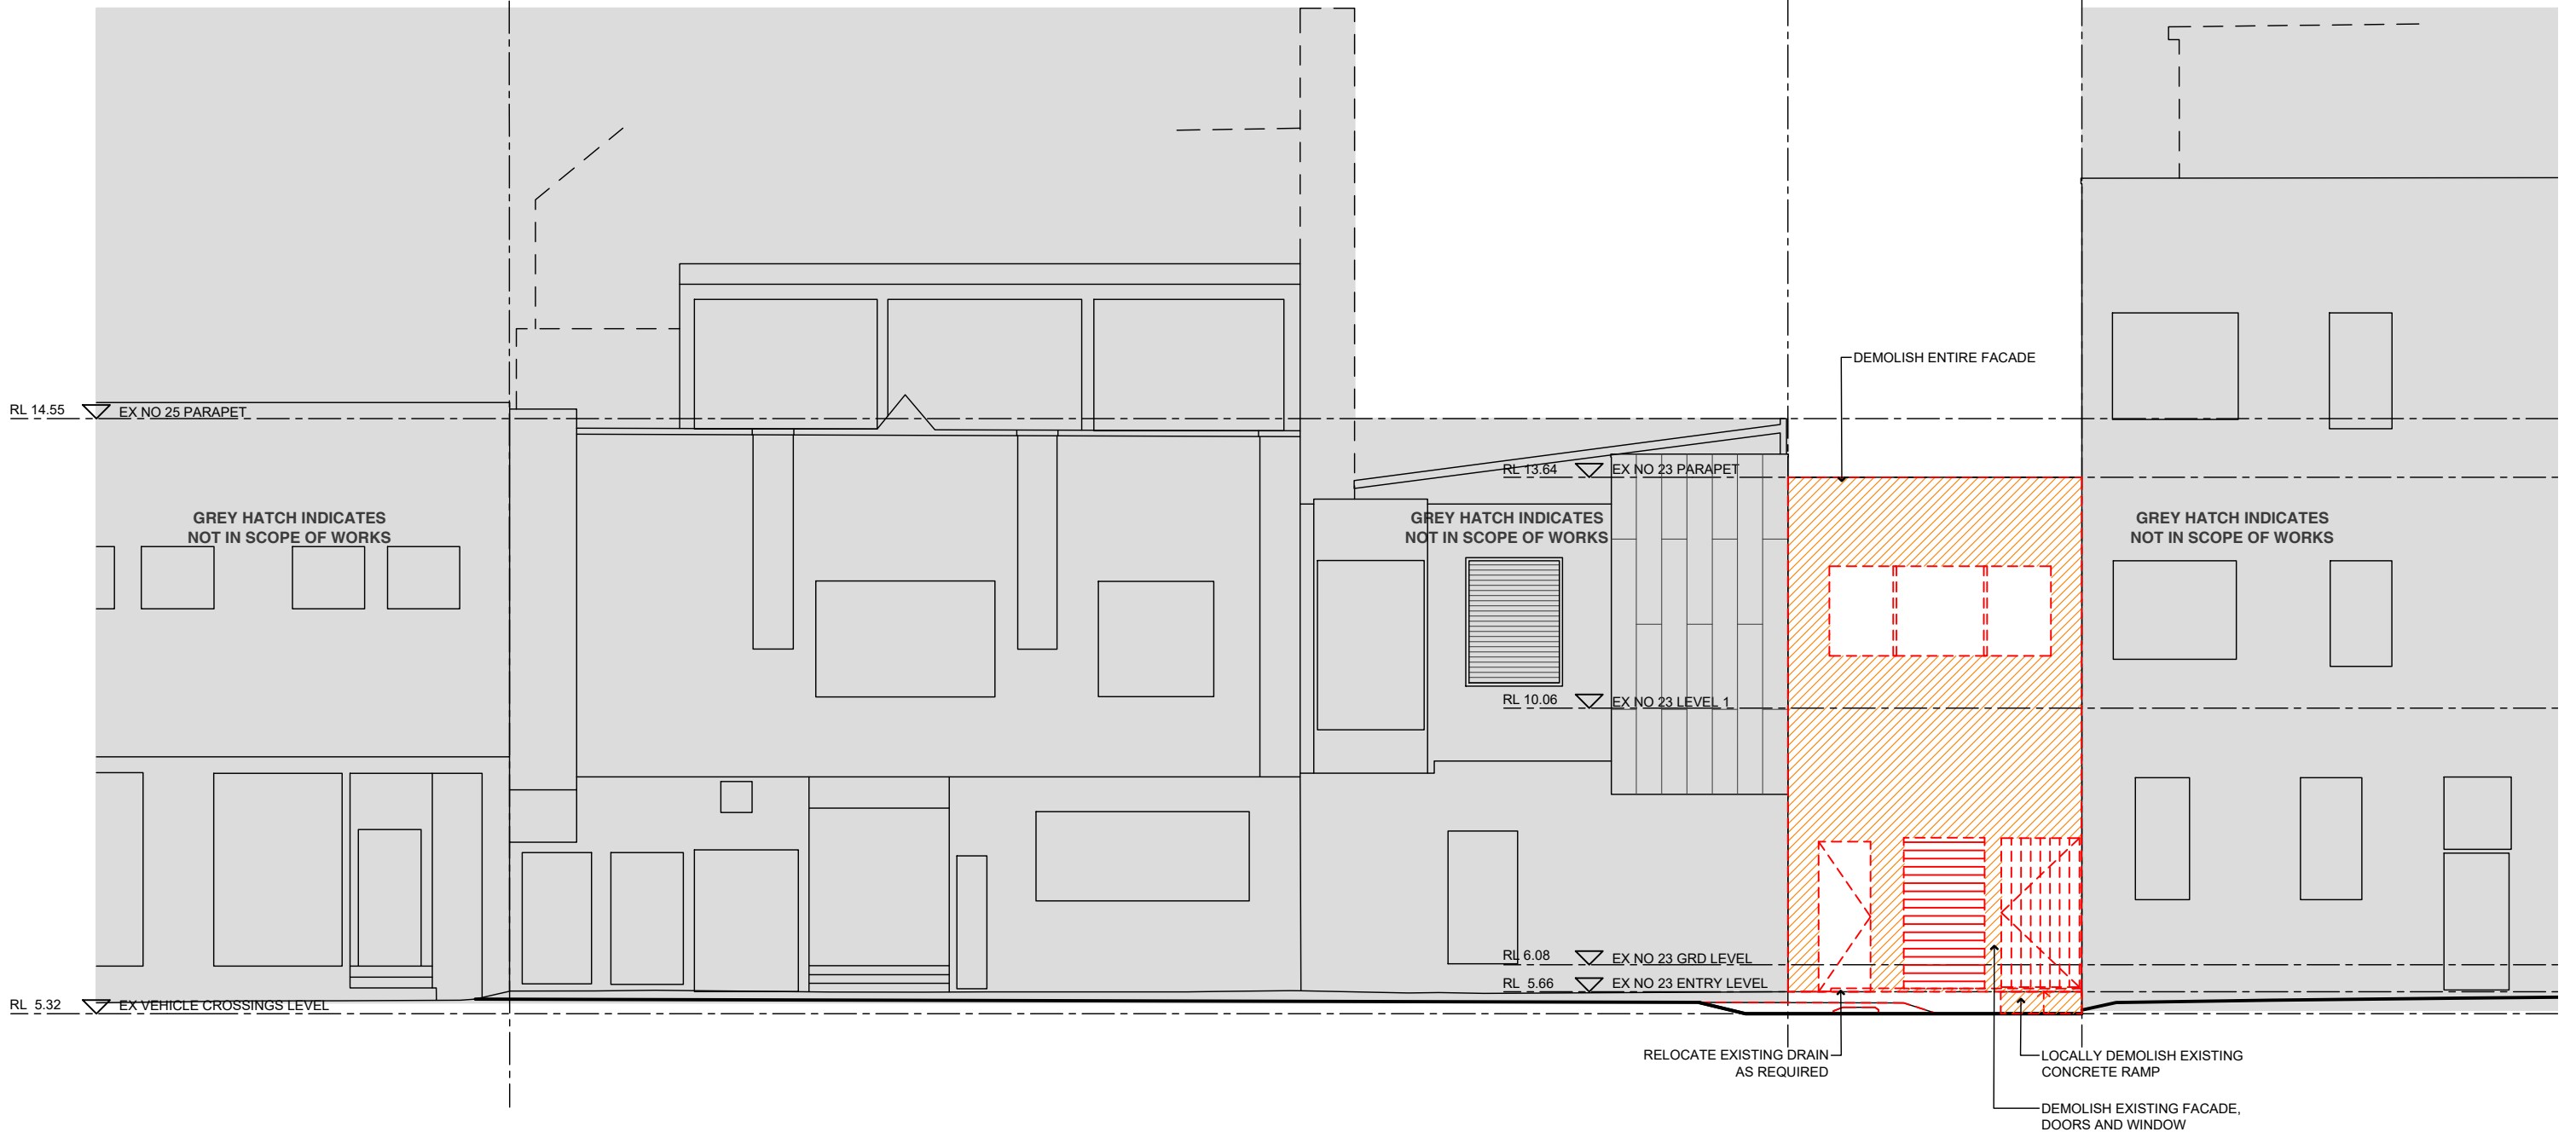 DEMOLISH ENTIRE FACADE
RL 14.55 EX NO 25 PARAPET
RL 13.64 EX NO 23 PARAPET
GREY HATCH INDICATES
NOT IN SCOPE OF WORKS
GREY HATCH INDICATES
NOT IN SCOPE OF WORKS
GREY HATCH INDICATES
NOT IN SCOPE OF WORKS
RL 10.06 EX NO 23 LEVEL 1
RL 6.08 EX NO 23 GRD LEVEL
RL 5.66 EX NO 23 ENTRY LEVEL
RL 5.32 EX VEHICLE CROSSINGS LEVEL
RELOCATE EXISTING DRAIN
AS REQUIRED
LOCALLY DEMOLISH EXISTING
CONCRETE RAMP
DEMOLISH EXISTING FACADE,
DOORS AND WINDOW